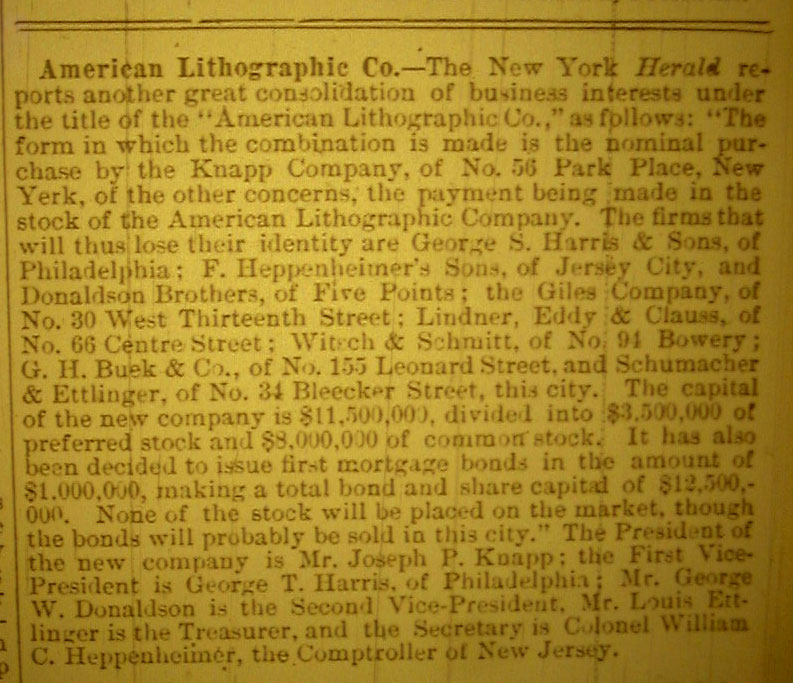 American Lithographic Co.—The New York Herald re-
ports another great consolidation of business interests under
the title of the "American Lithographic Co.," as follows: "The
form in which the combination is made is the nominal pur-
chase by the Knapp Company, of No. 56 Park Place, New
Yerk, of the other concerns, the payment being made in the
stock of the American Lithographic Company. The firms that
will thus lose their identity are George S. Harris & Sons, of
Philadelphia; F. Heppenheimer's Sons, of Jersey City, and
Donaldson Brothers, of Five Points; the Giles Company, of
No. 30 West Thirteenth Street; Lindner, Eddy & Clauss, of
No. 66 Centre Street; Witsch & Schmitt, of No. 94 Bowery;
G. H. Buek & Co., of No. 155 Leonard Street, and Schumacher
& Ettlinger, of No. 34 Bleecker Street, this city. The capital
of the new company is $11,500,000, divided into $3,500,000 of
preferred stock and $8,000,000 of common stock. It has also
been decided to issue first mortgage bonds in the amount of
$1,000,000, making a total bond and share capital of $12,500,-
000. None of the stock will be placed on the market, though
the bonds will probably be sold in this city." The President of
the new company is Mr. Joseph P. Knapp; the First Vice-
President is George T. Harris, of Philadelphia; Mr. George
W. Donaldson is the Second Vice-President, Mr. Louis Ett-
linger is the Treasurer, and the Secretary is Colonel William
C. Heppenheimer, the Comptroller of New Jersey.